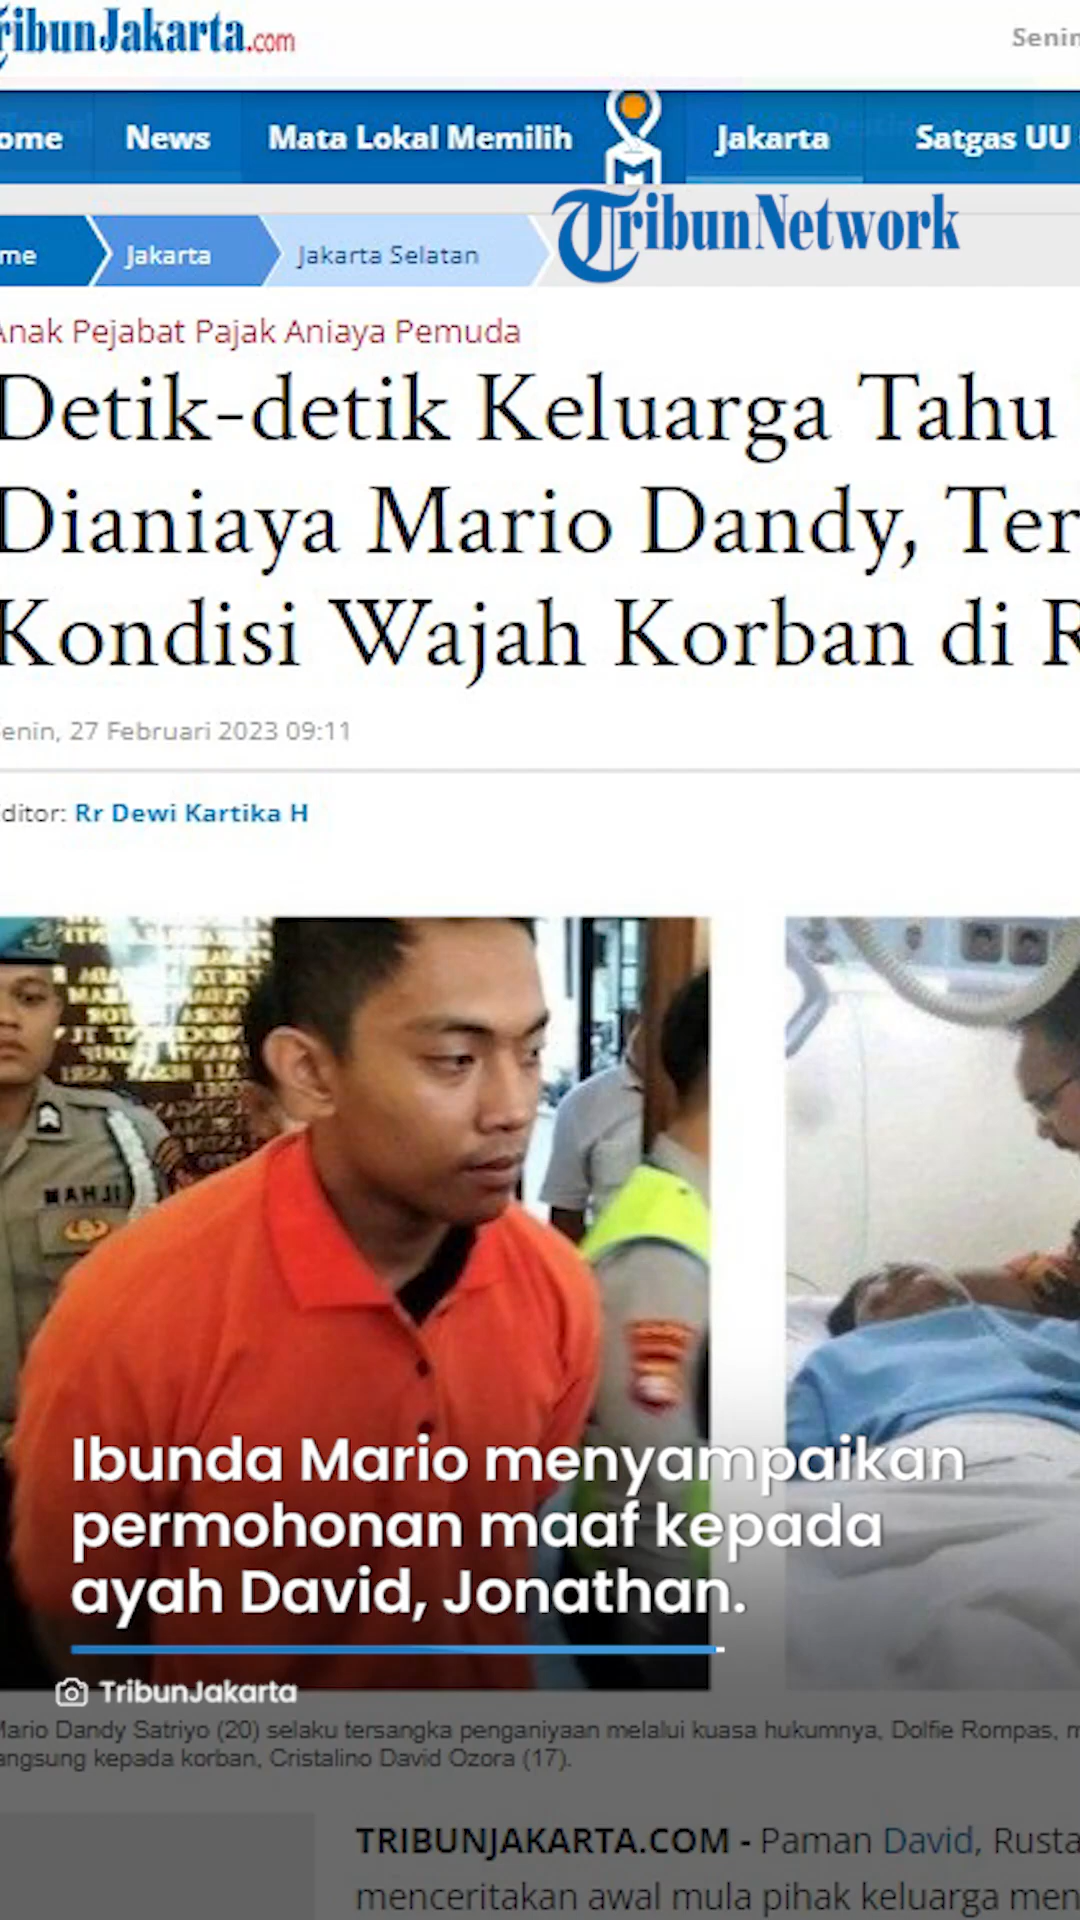 ribunJakarta.com
Senin
ome News Mata Lokal Memilih Jakarta Satgas UU
TribunNetwork
me Jakarta Jakarta Selatan
Anak Pejabat Pajak Aniaya Pemuda
Detik-detik Keluarga Tahu
Dianiaya Mario Dandy, Ter
Kondisi Wajah Korban di R
enin, 27 Februari 2023 09:11
ditor: Rr Dewi Kartika H
MAHJI
Ibunda Mario menyampaikan
permohonan maaf kepada
ayah David, Jonathan.
TribunJakarta
Mario Dandy Satriyo (20) selaku tersangka penganiyaan melalui kuasa hukumnya, Dolfie Rompas, m
angsung kepada korban, Cristalino David Ozora (17).
TRIBUNJAKARTA.COM - Paman David, Rusta
menceritakan awal mula pihak keluarga men